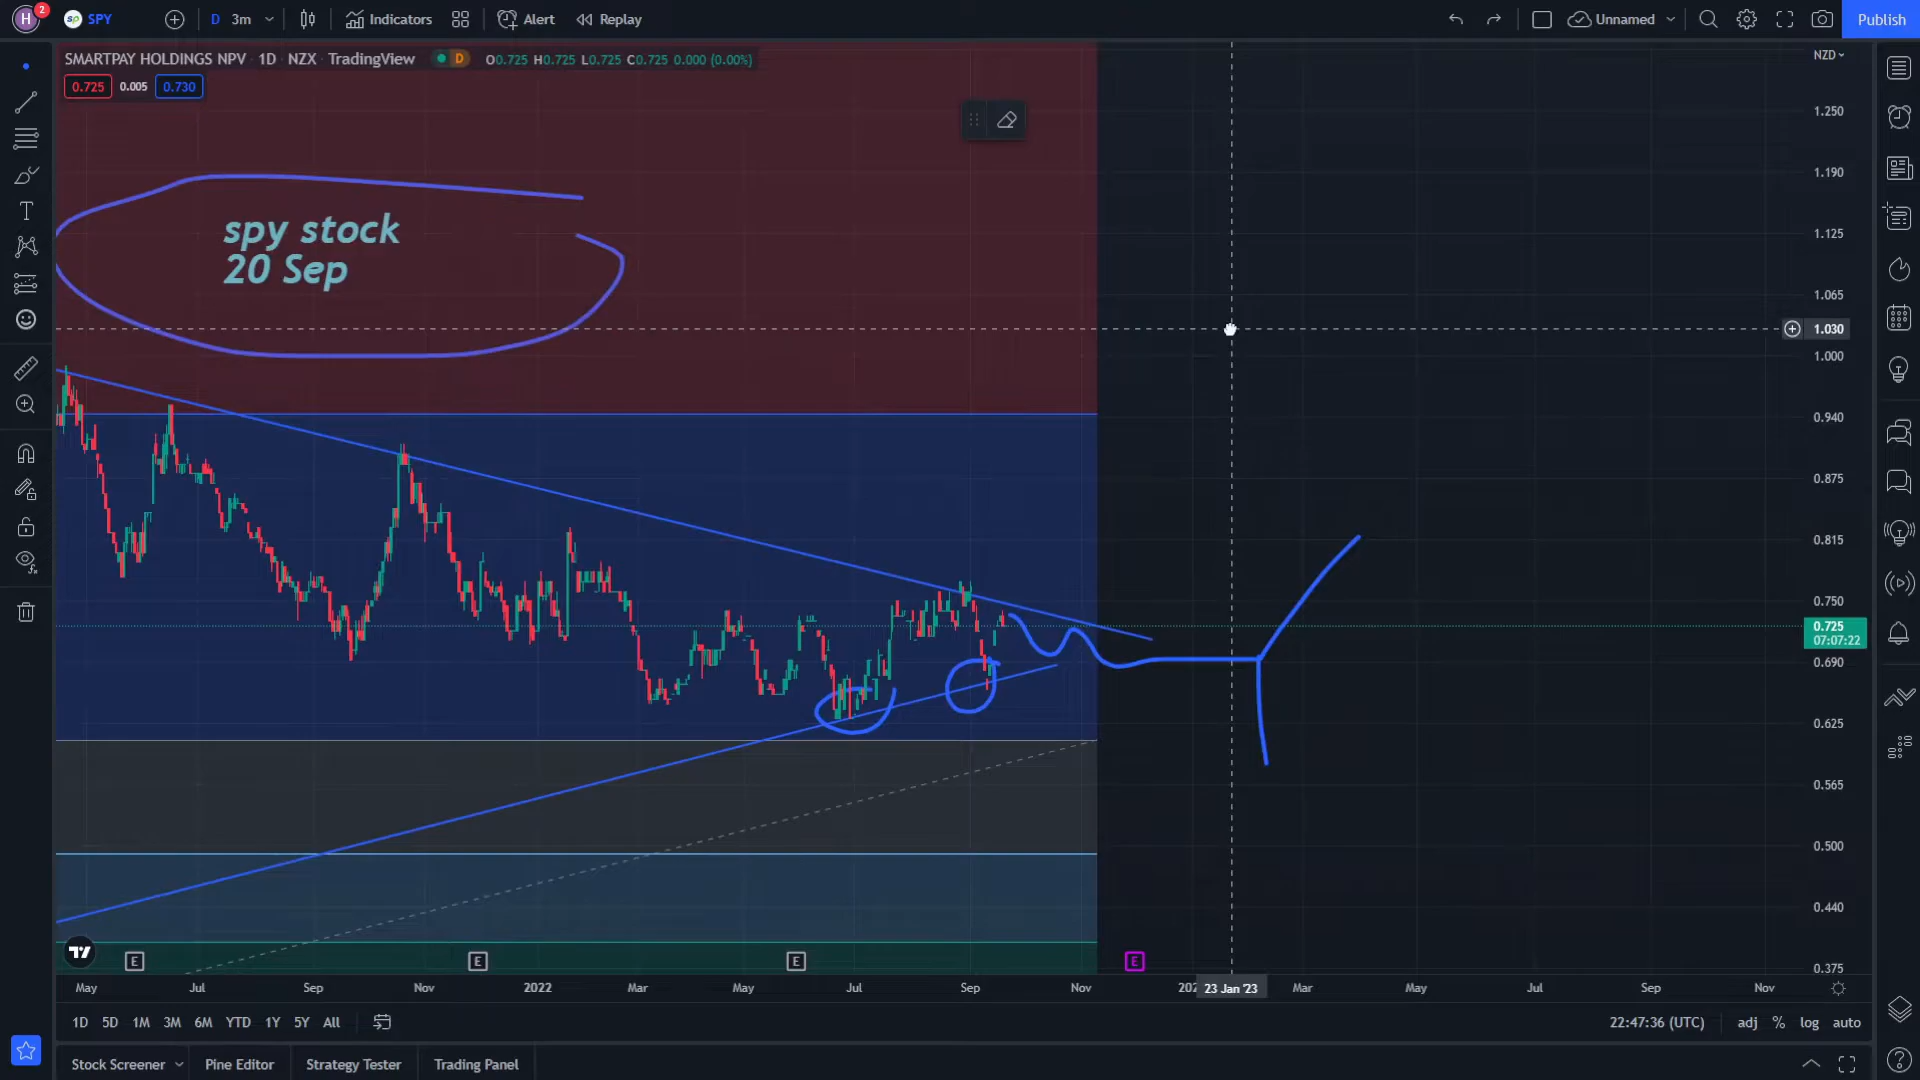 H 2 SPY D 3m Indicators Alert Replay Unnamed Publish
SMARTPAY HOLDINGS NPV · 1D · NZX · TradingView D O0.725 H0.725 L0.725 C0.725 0.000 (0.00%)
0.725 0.005 0.730
NZD
1.250
1.190
spy stock
20 Sep
1.125
1.065
1.030
1.000
0.940
0.875
0.815
0.750
0.725
07:07:22
0.690
0.625
0.565
0.500
0.440
0.375
E E E E
May Jul Sep Nov 2022 Mar May Jul Sep Nov 202 23 Jan '23 Mar May Jul Sep Nov
1D 5D 1M 3M 6M YTD 1Y 5Y All 22:47:36 (UTC) adj % log auto
Stock Screener Pine Editor Strategy Tester Trading Panel